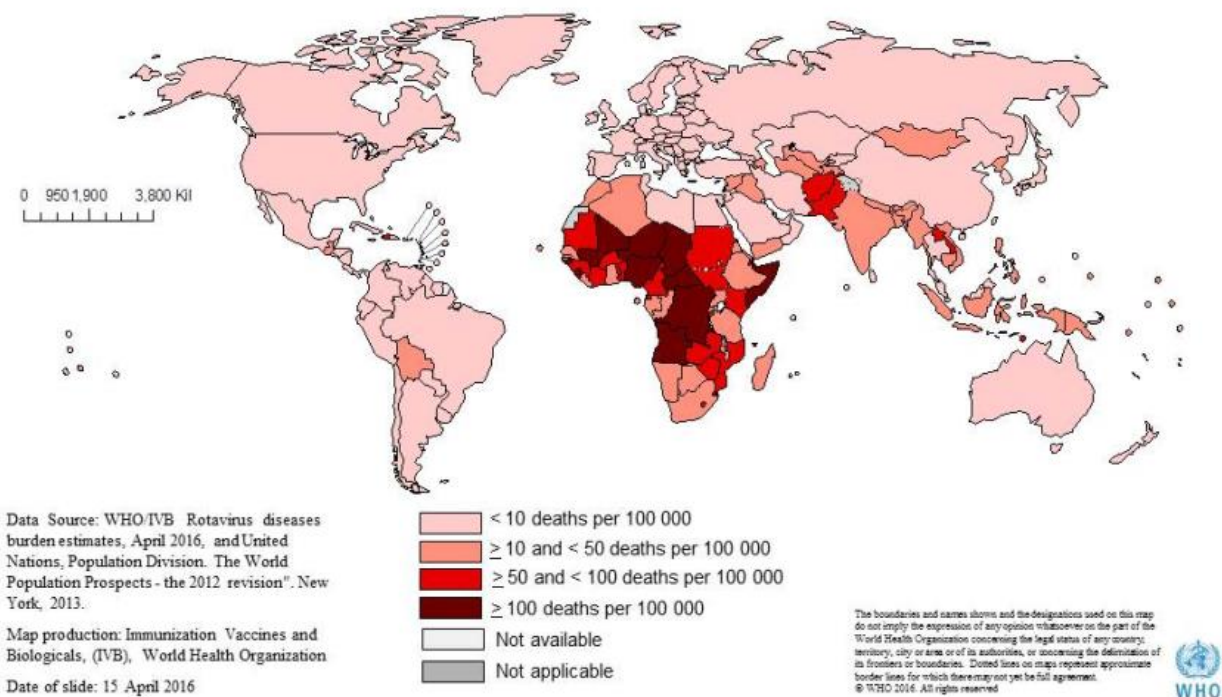 0 950 1,900 3,800 Kil
Data Source: WHO/IVB Rotavirus diseases
burden estimates, April 2016, and United
Nations, Population Division. The World
Population Prospects - the 2012 revision". New
York, 2013.
Map production: Immunization Vaccines and
Biologicals, (IVB), World Health Organization
Date of slide: 15 April 2016
< 10 deaths per 100 000
≥ 10 and < 50 deaths per 100 000
≥ 50 and < 100 deaths per 100 000
≥ 100 deaths per 100 000
Not available
Not applicable
The boundaries and names shown and the designations used on this map
do not imply the expression of any opinion whatsoever on the part of the
World Health Organization concerning the legal status of any country,
territory, city or area or of its authorities, or concerning the delimitation of
its frontiers or boundaries. Dotted lines on maps represent approximate
border lines for which there may not yet be full agreement.
© WHO 2016. All rights reserved
WHO